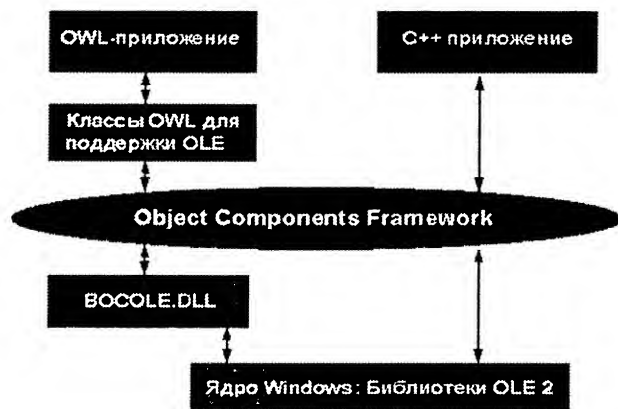 OWL-приложение
C++ приложение
Классы OWL для
поддержки OLE
Object Components Framework
BOCOLE.DLL
Ядро Windows: Библиотеки OLE 2